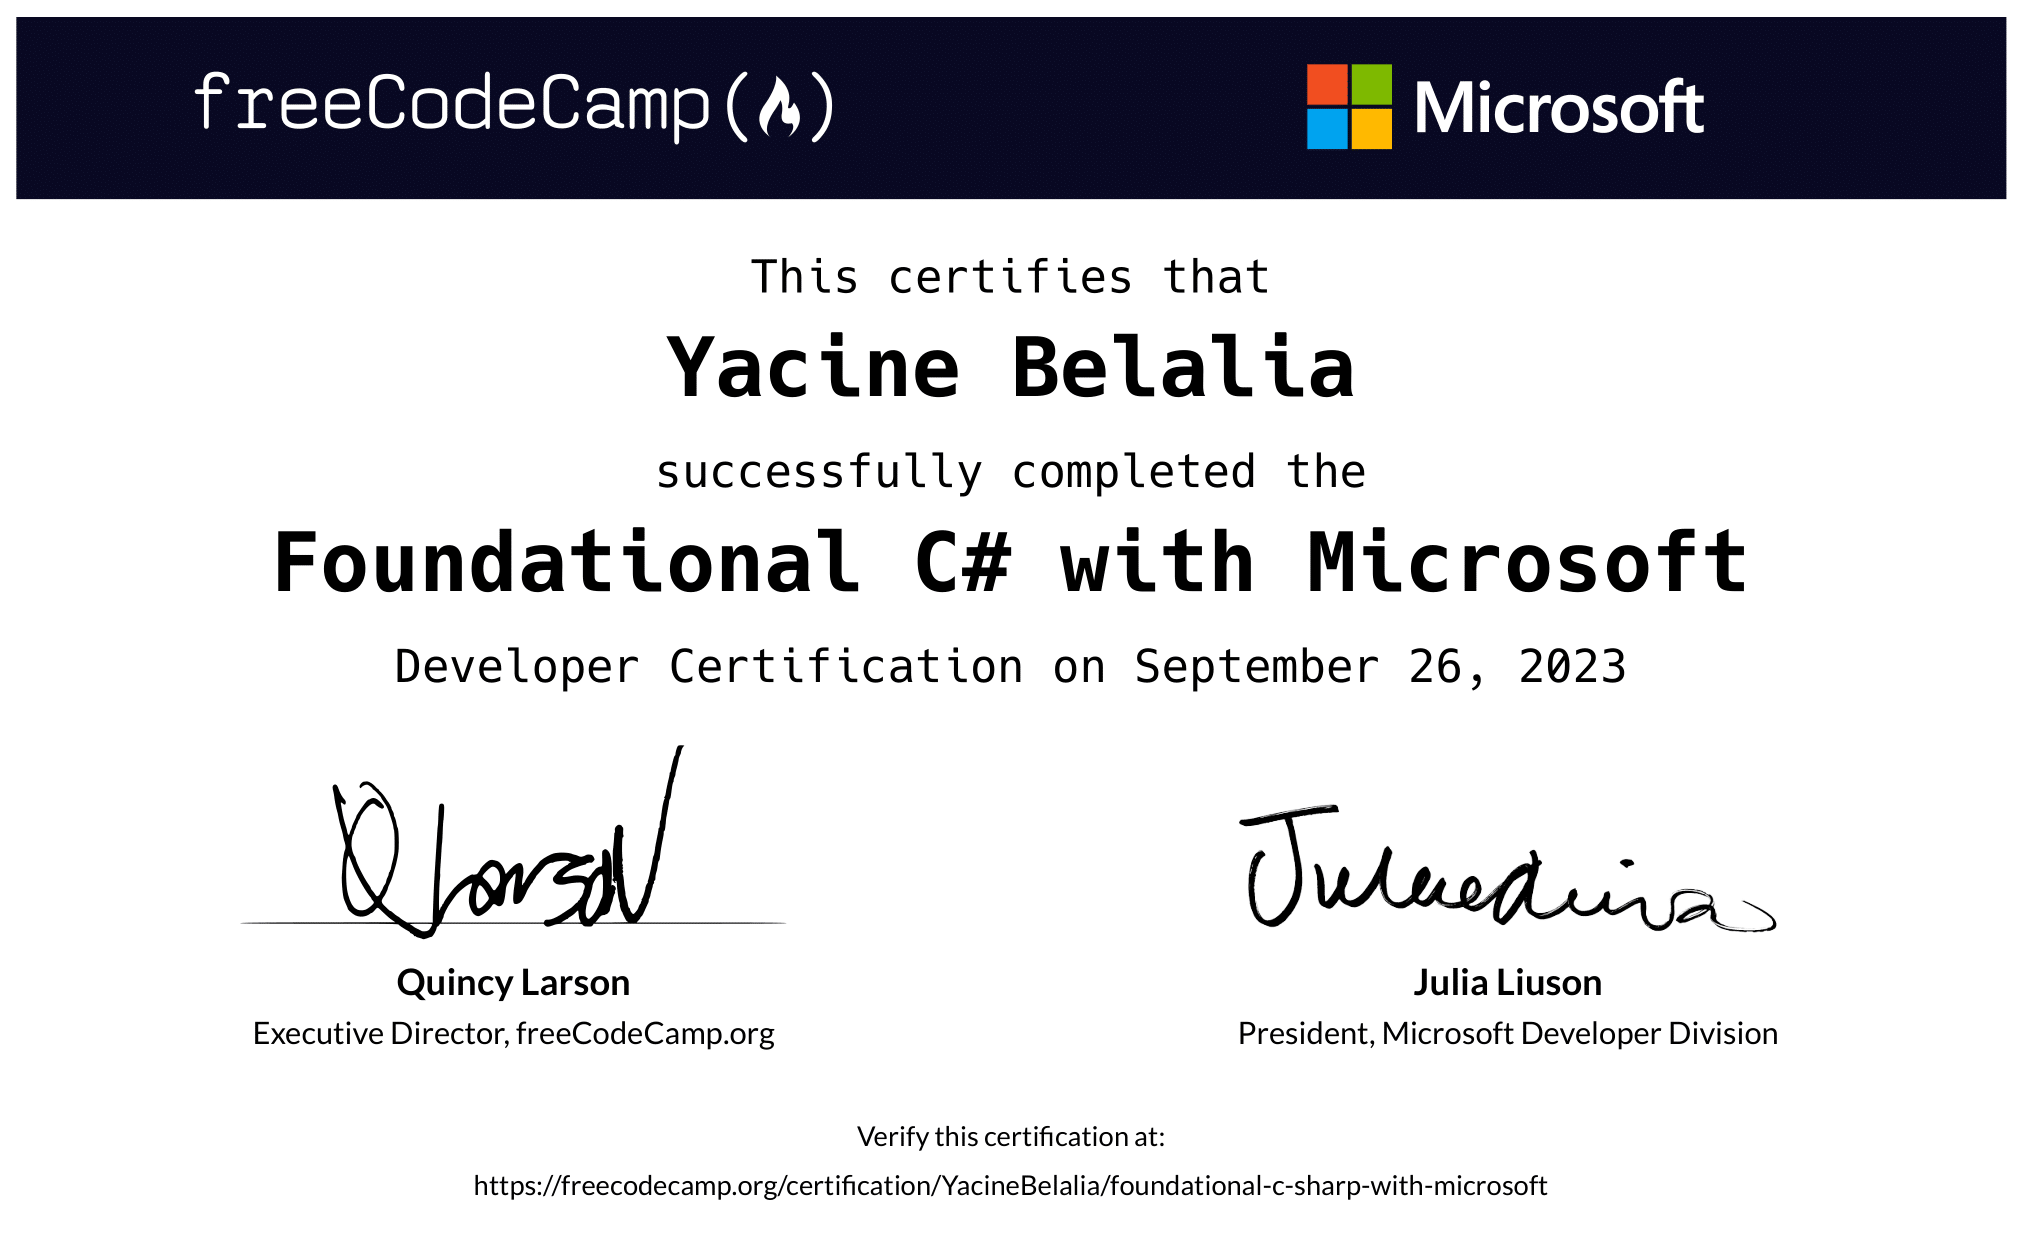 freeCodeCamp
Microsoft
This certifies that
Yacine Belalia
successfully completed the
Foundational C# with Microsoft
Developer Certification on September 26, 2023
QLarson
Quincy Larson
Executive Director, freeCodeCamp.org
Julia Liuson
President, Microsoft Developer Division
Verify this certification at:
https://freecodecamp.org/certification/YacineBelalia/foundational-c-sharp-with-microsoft